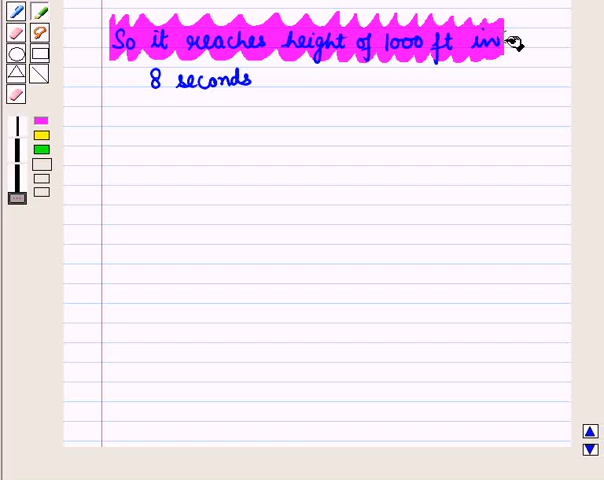 So it reaches height of 1000 ft in
8 seconds